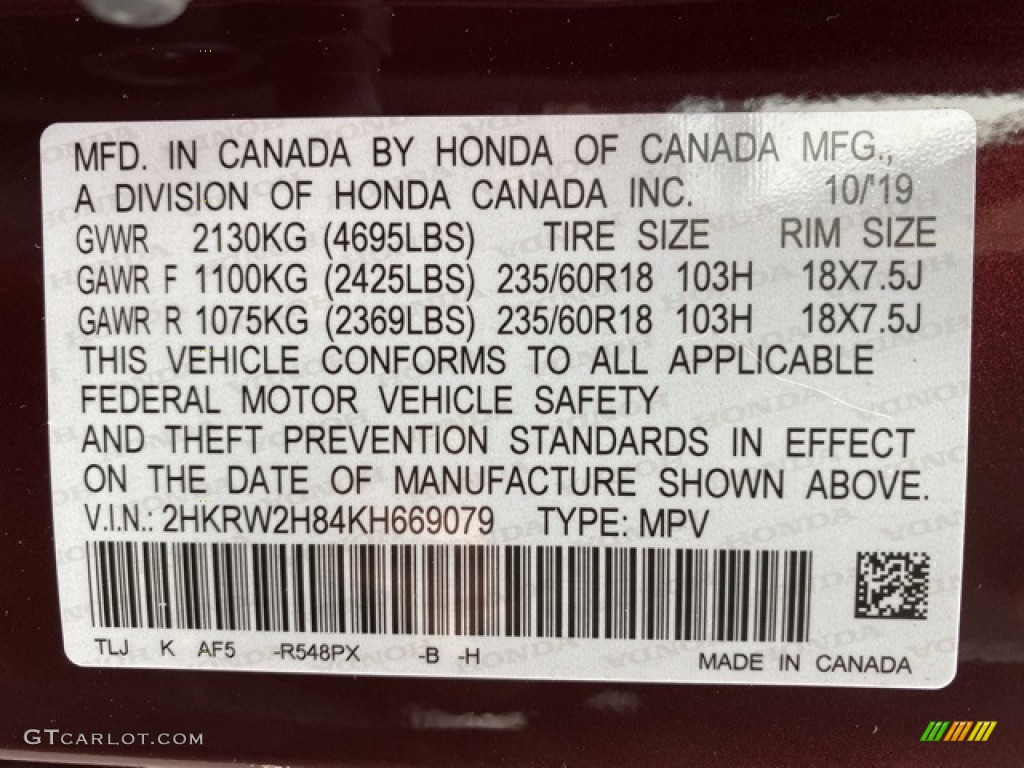 MFD. IN CANADA BY HONDA OF CANADA MFG.,
A DIVISION OF HONDA CANADA INC. 10/'19
GVWR 2130KG (4695LBS) TIRE SIZE RIM SIZE
GAWR F 1100KG (2425LBS) 235/60R18 103H 18X7.5J
GAWR R 1075KG (2369LBS) 235/60R18 103H 18X7.5J
THIS VEHICLE CONFORMS TO ALL APPLICABLE
FEDERAL MOTOR VEHICLE SAFETY
AND THEFT PREVENTION STANDARDS IN EFFECT
ON THE DATE OF MANUFACTURE SHOWN ABOVE.
V.I.N.: 2HKRW2H84KH669079 TYPE: MPV
TLJ K AF5 -R548PX -B -H
MADE IN CANADA
GTCARLOT.COM